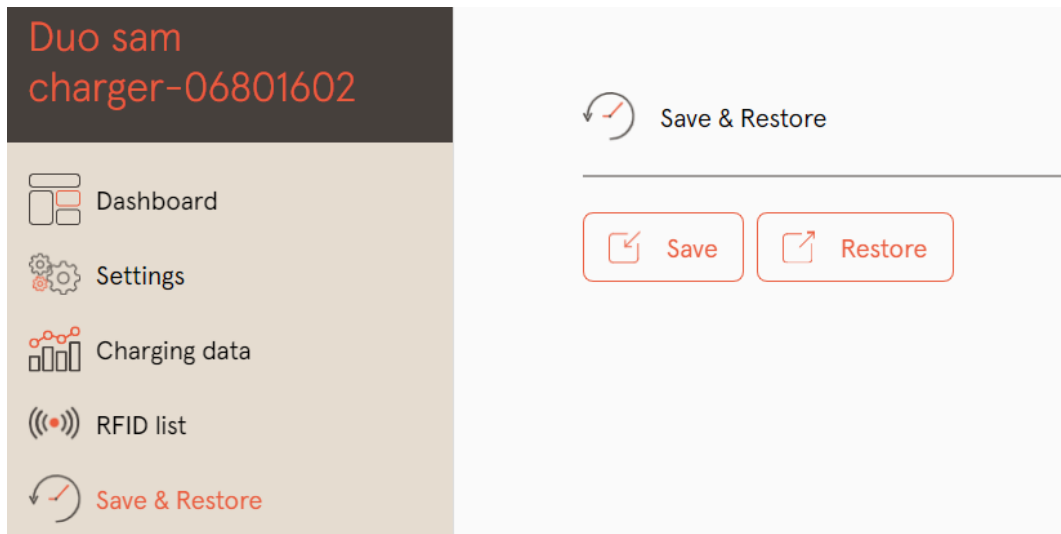 Duo sam
charger-06801602
Dashboard
Settings
Charging data
RFID list
Save & Restore
Save & Restore
Save
Restore